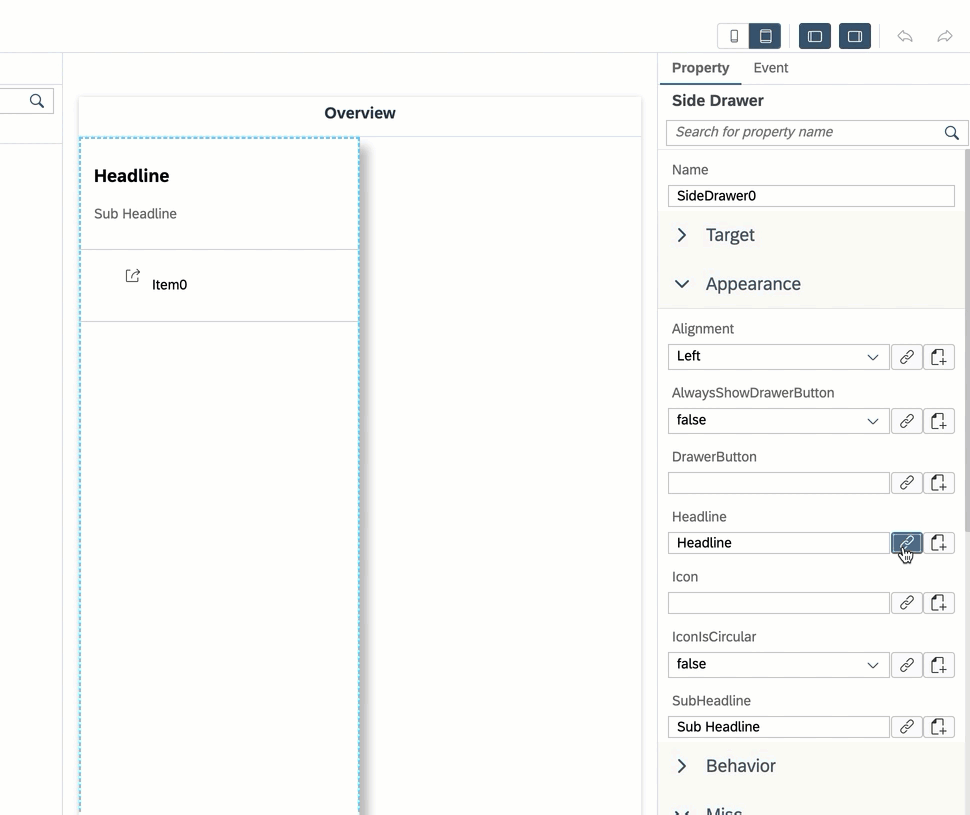 Property Event
Overview
Side Drawer
Search for property name
Headline
Sub Headline
Item0
Name
SideDrawer0
Target
Appearance
Alignment
Left
AlwaysShowDrawerButton
false
DrawerButton
Headline
Headline
Icon
IconIsCircular
false
SubHeadline
Sub Headline
Behavior
Misc